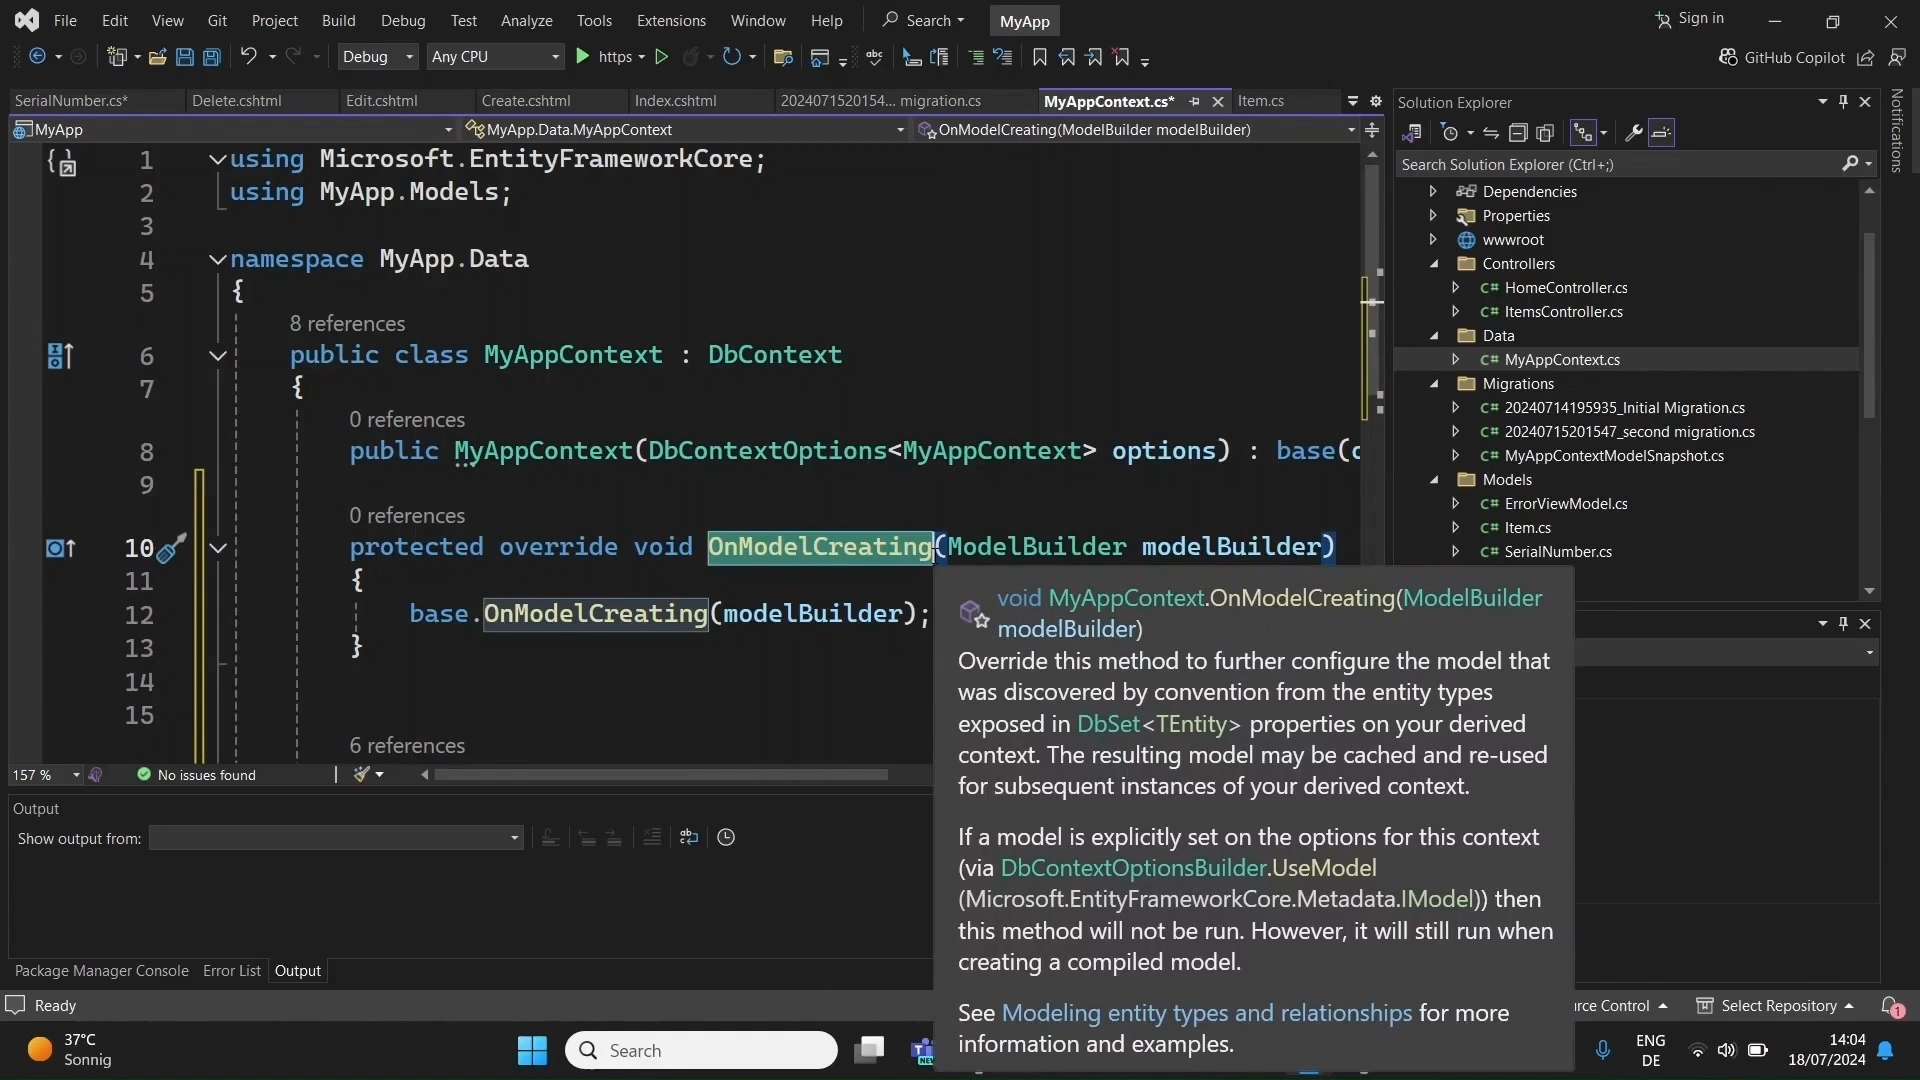 File Edit View Git Project Build Debug Test Analyze Tools Extensions Window Help Search MyApp Sign in
Debug Any CPU https GitHub Copilot
SerialNumber.cs* Delete.cshtml Edit.cshtml Create.cshtml Index.cshtml 2024071520154... migration.cs MyAppContext.cs* Item.cs
MyApp MyApp.Data.MyAppContext OnModelCreating(ModelBuilder modelBuilder)
1 using Microsoft.EntityFrameworkCore;
2 using MyApp.Models;
3
4 namespace MyApp.Data
5 {
8 references
6 public class MyAppContext : DbContext
7 {
0 references
8 public MyAppContext(DbContextOptions<MyAppContext> options) : base(
9
0 references
10 protected override void OnModelCreating(ModelBuilder modelBuilder)
11 {
12 base.OnModelCreating(modelBuilder);
13 }
14
15
6 references
157 % No issues found
void MyAppContext.OnModelCreating(ModelBuilder
modelBuilder)
Override this method to further configure the model that
was discovered by convention from the entity types
exposed in DbSet<TEntity> properties on your derived
context. The resulting model may be cached and re-used
for subsequent instances of your derived context.
If a model is explicitly set on the options for this context
(via DbContextOptionsBuilder.UseModel
(Microsoft.EntityFrameworkCore.Metadata.IModel)) then
this method will not be run. However, it will still run when
creating a compiled model.
See Modeling entity types and relationships for more
information and examples.
Solution Explorer
Search Solution Explorer (Ctrl+;)
Dependencies
Properties
wwwroot
Controllers
C# HomeController.cs
C# ItemsController.cs
Data
C# MyAppContext.cs
Migrations
C# 20240714195935_Initial Migration.cs
C# 20240715201547_second migration.cs
C# MyAppContextModelSnapshot.cs
Models
C# ErrorViewModel.cs
C# Item.cs
C# SerialNumber.cs
Notifications
Output
Show output from:
Package Manager Console Error List Output
Ready urce Control Select Repository 1
37°C
Sonnig
Search
NEW
ENG
DE
14:04
18/07/2024